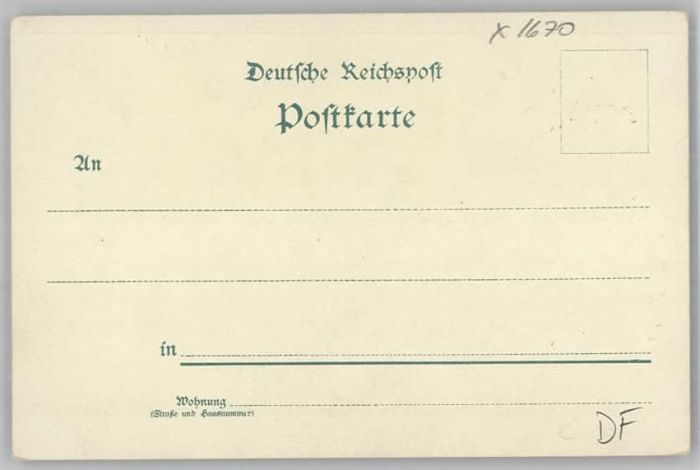 x 1670
Deutſche Reichspoſt
Poſtkarte
An
in
Wohnung
(Straße und Hausnummer)
DF